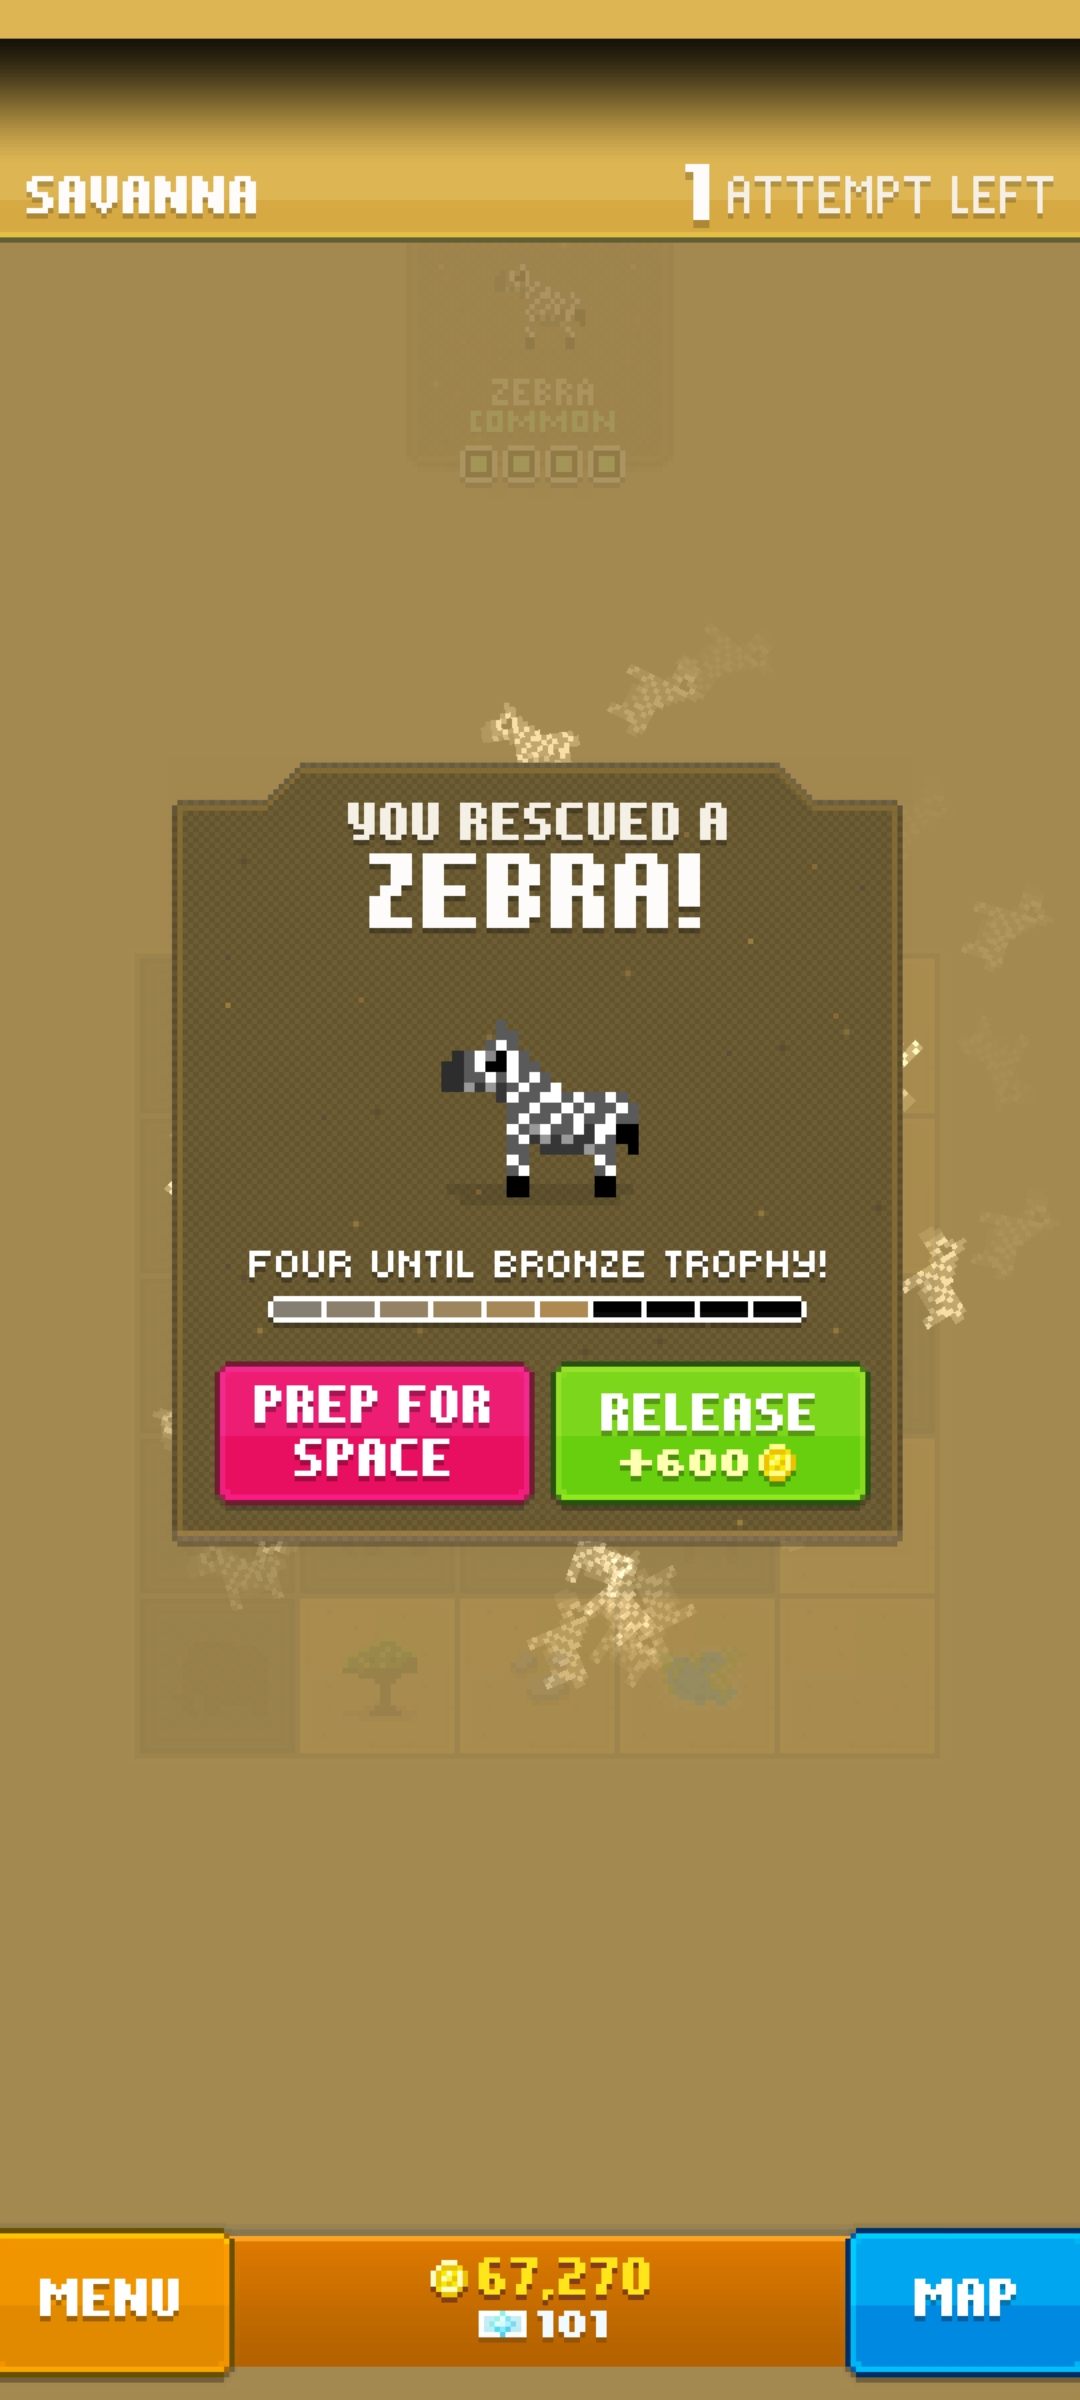 SAVANNA
1 ATTEMPT LEFT
ZEBRA
COMMON
YOU RESCUED A
ZEBRA!
FOUR UNTIL BRONZE TROPHY!
PREP FOR
SPACE
RELEASE
+600
MENU
67,270
101
MAP